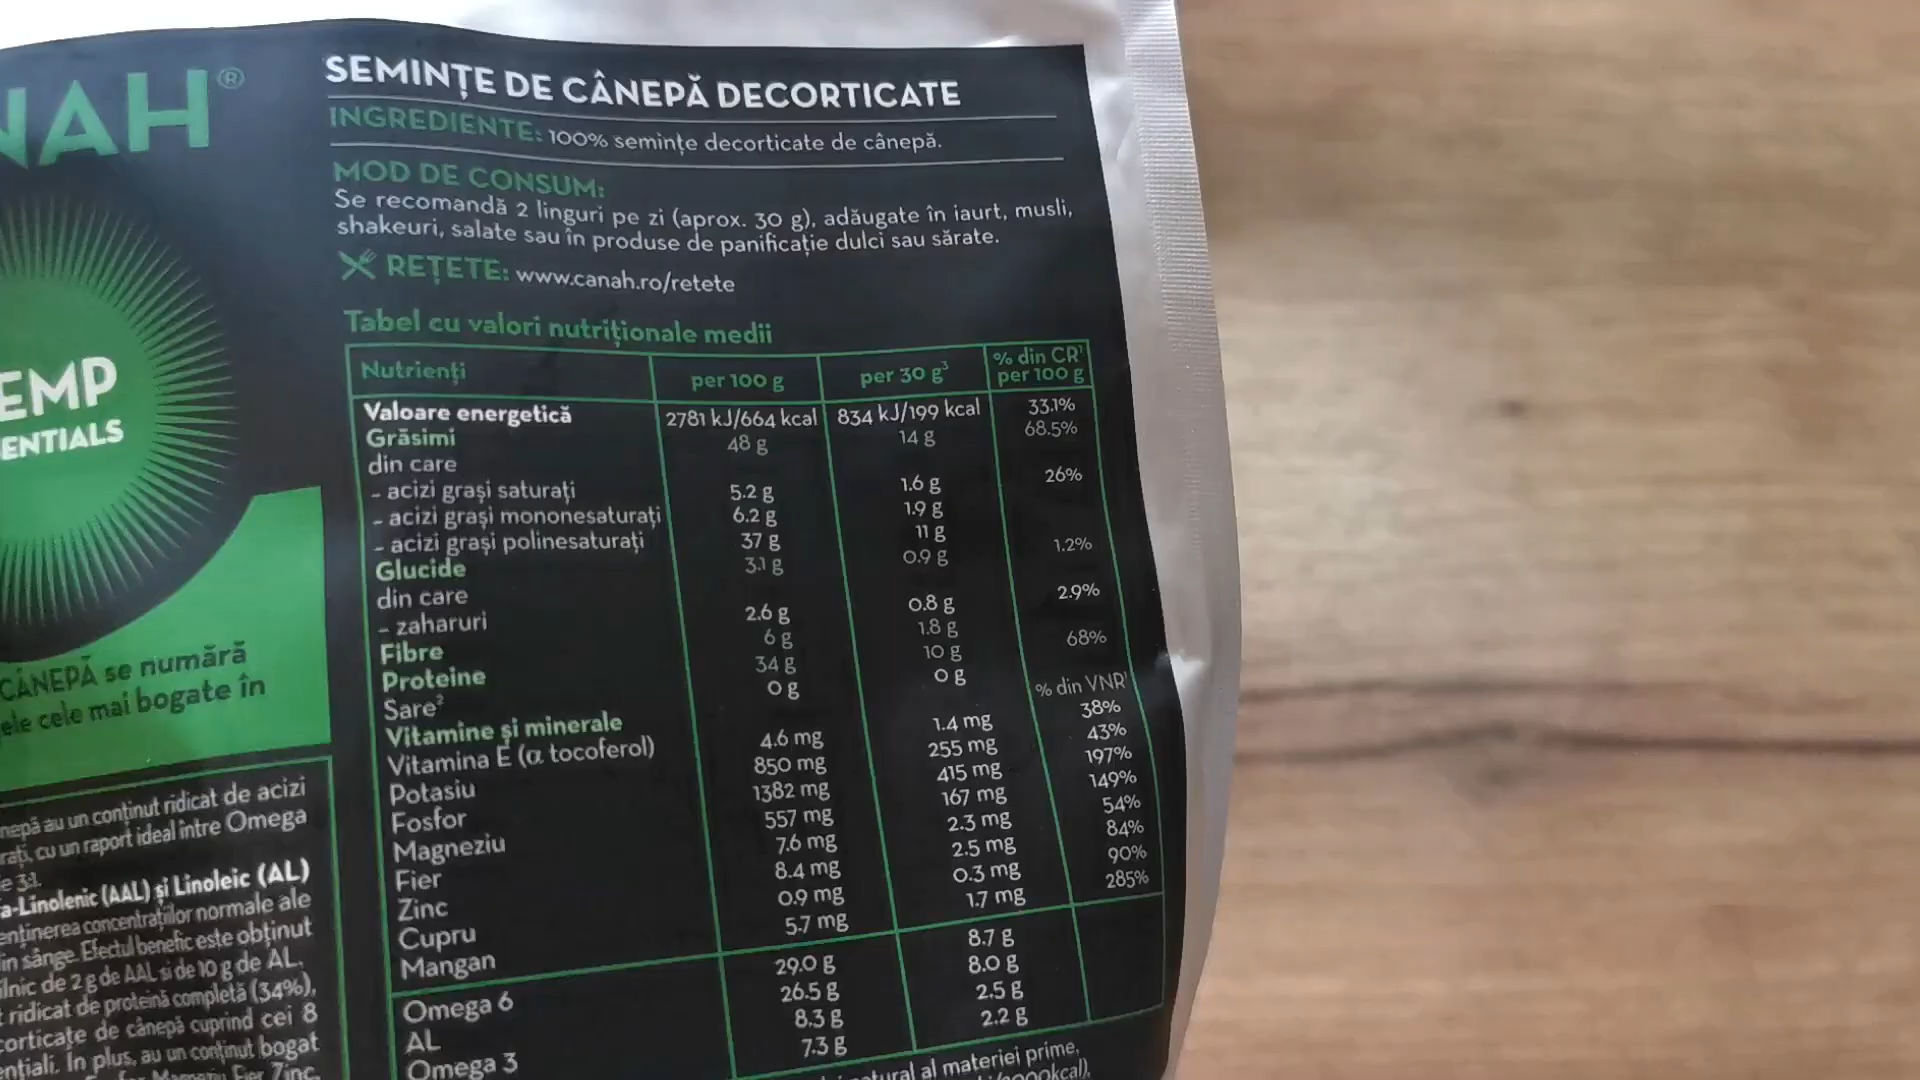 NAH®
EMP
ENTIALS
CÂNEPĂ se numără
ele cele mai bogate în
nepă au un conținut ridicat de acizi
rați, cu un raport ideal între Omega
e 3:1.
a-Linolenic (AAL) și Linoleic (AL)
enținerea concentrațiilor normale ale
in sânge. Efectul benefic este obținut
lnic de 2 g de AAL si de 10 g de AL.
t ridicat de proteină completă (34%),
corticate de cânepă cuprind cei 8
ențiali. În plus, au un conținut bogat
Magneziu, Fier, Zinc,
SEMINȚE DE CÂNEPĂ DECORTICATE
INGREDIENTE: 100% semințe decorticate de cânepă.
MOD DE CONSUM:
Se recomandă 2 linguri pe zi (aprox. 30 g), adăugate în iaurt, musli,
shakeuri, salate sau în produse de panificație dulci sau sărate.
REȚETE: www.canah.ro/retete
Tabel cu valori nutriționale medii
Nutrienți per 100 g per 30 g³ % din CR¹ per 100 g
Valoare energetică 2781 kJ/664 kcal 834 kJ/199 kcal 33.1%
Grăsimi 48 g 14 g 68.5%
din care
- acizi grași saturați 5.2 g 1.6 g 26%
- acizi grași mononesaturați 6.2 g 1.9 g
- acizi grași polinesaturați 37 g 11 g
Glucide 3.1 g 0.9 g 1.2%
din care
- zaharuri 2.6 g 0.8 g 2.9%
Fibre 6 g 1.8 g
Proteine 34 g 10 g 68%
Sare² 0 g 0 g
Vitamine și minerale % din VNR¹
Vitamina E (α tocoferol) 4.6 mg 1.4 mg 38%
Potasiu 850 mg 255 mg 43%
Fosfor 1382 mg 415 mg 197%
Magneziu 557 mg 167 mg 149%
Fier 7.6 mg 2.3 mg 54%
Zinc 8.4 mg 2.5 mg 84%
Cupru 0.9 mg 0.3 mg 90%
Mangan 5.7 mg 1.7 mg 285%
Omega 6 29.0 g 8.7 g
AL 26.5 g 8.0 g
Omega 3 8.3 g 2.5 g
7.3 g 2.2 g
al materiei prime,